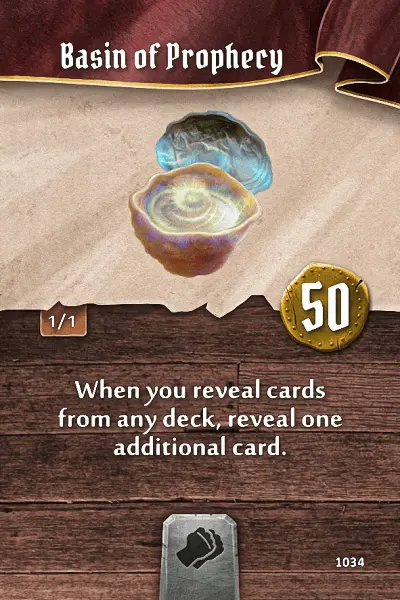 Basin of Prophecy
1/1
50
When you reveal cards
from any deck, reveal one
additional card.
1034